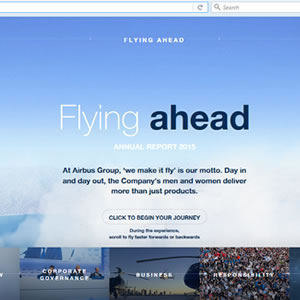 Search
FLYING AHEAD
Flying ahead
ANNUAL REPORT 2015
At Airbus Group, ‘we make it fly’ is our motto. Day in
and day out, the Company’s men and women deliver
more than just products.
CLICK TO BEGIN YOUR JOURNEY
During the experience,
scroll to fly faster forwards or backwards
CORPORATE
GOVERNANCE
BUSINESS
RESPONSIBILITY